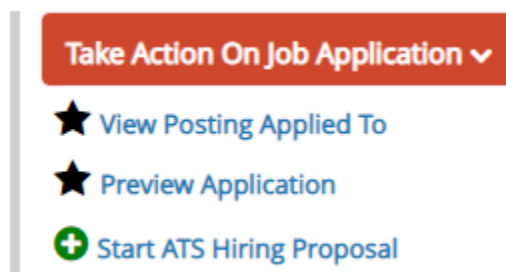 Take Action On Job Application
View Posting Applied To
Preview Application
Start ATS Hiring Proposal